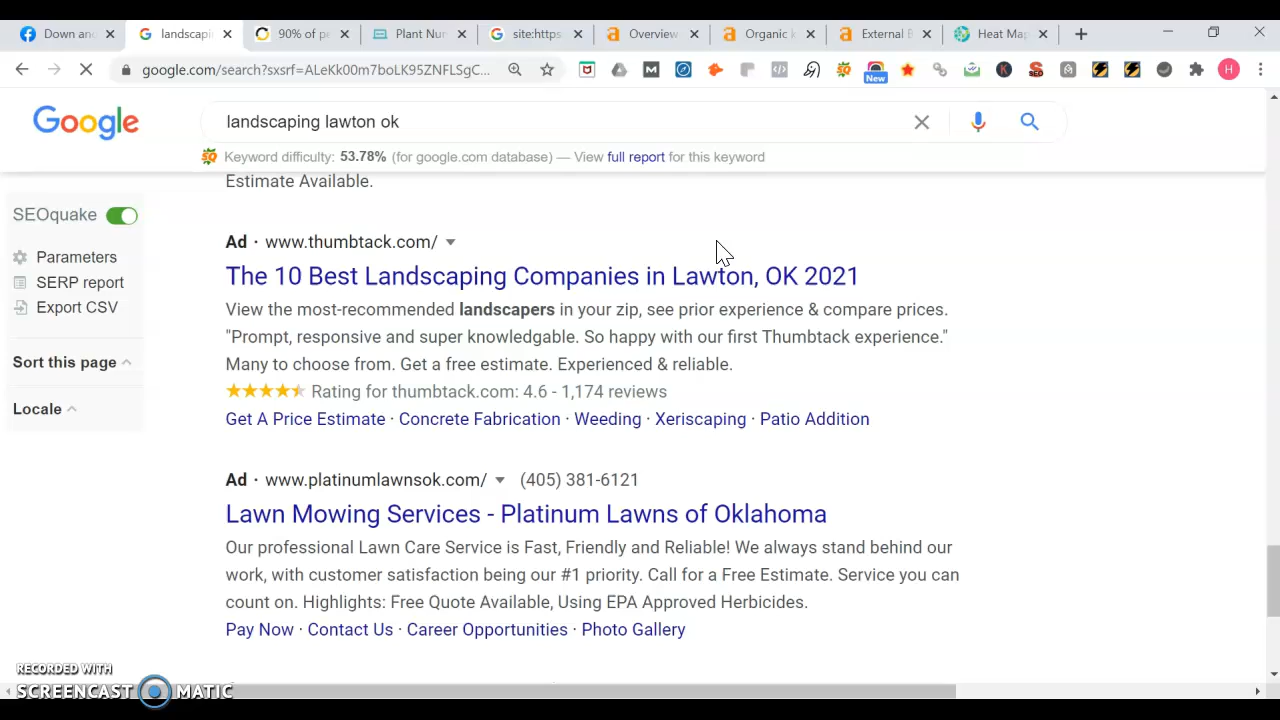 Down an
landscapi
90% of pe
Plant Nur
site:https
Overview
Organic k
External B
Heat Map
google.com/search?sxsrf=ALeKk00m7boLK95ZNFLSgC...
New
H
Google
landscaping lawton ok
Keyword difficulty: 53.78% (for google.com database) — View full report for this keyword
Estimate Available.
SEOquake
Parameters
SERP report
Export CSV
Sort this page
Locale
Ad · www.thumbtack.com/
The 10 Best Landscaping Companies in Lawton, OK 2021
View the most-recommended landscapers in your zip, see prior experience & compare prices.
"Prompt, responsive and super knowledgable. So happy with our first Thumbtack experience."
Many to choose from. Get a free estimate. Experienced & reliable.
Rating for thumbtack.com: 4.6 - 1,174 reviews
Get A Price Estimate · Concrete Fabrication · Weeding · Xeriscaping · Patio Addition
Ad · www.platinumlawnsok.com/ (405) 381-6121
Lawn Mowing Services - Platinum Lawns of Oklahoma
Our professional Lawn Care Service is Fast, Friendly and Reliable! We always stand behind our
work, with customer satisfaction being our #1 priority. Call for a Free Estimate. Service you can
count on. Highlights: Free Quote Available, Using EPA Approved Herbicides.
Pay Now · Contact Us · Career Opportunities · Photo Gallery
RECORDED WITH
SCREENCAST MATIC